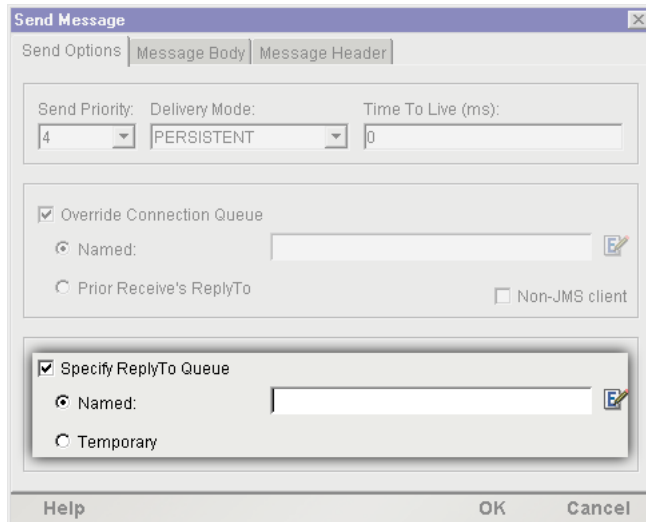 Send Message
Send Options Message Body Message Header
Send Priority: Delivery Mode: Time To Live (ms):
4 PERSISTENT 0
Override Connection Queue
Named:
Prior Receive's ReplyTo Non-JMS client
Specify ReplyTo Queue
Named:
Temporary
Help OK Cancel